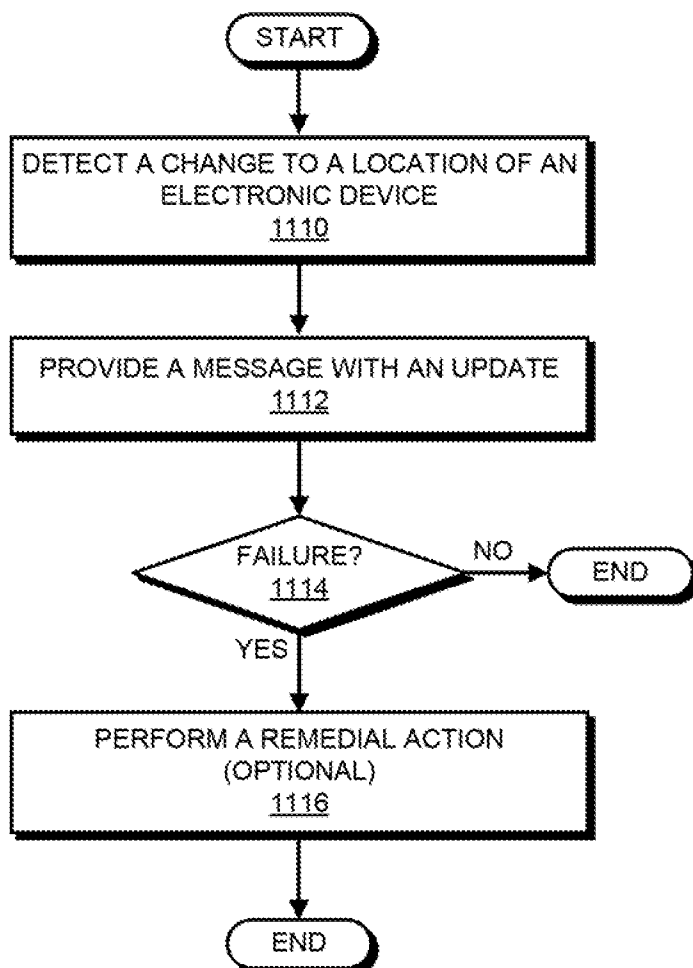 START
DETECT A CHANGE TO A LOCATION OF AN
ELECTRONIC DEVICE
1110
PROVIDE A MESSAGE WITH AN UPDATE
1112
FAILURE?
1114
NO
END
YES
PERFORM A REMEDIAL ACTION
(OPTIONAL)
1116
END